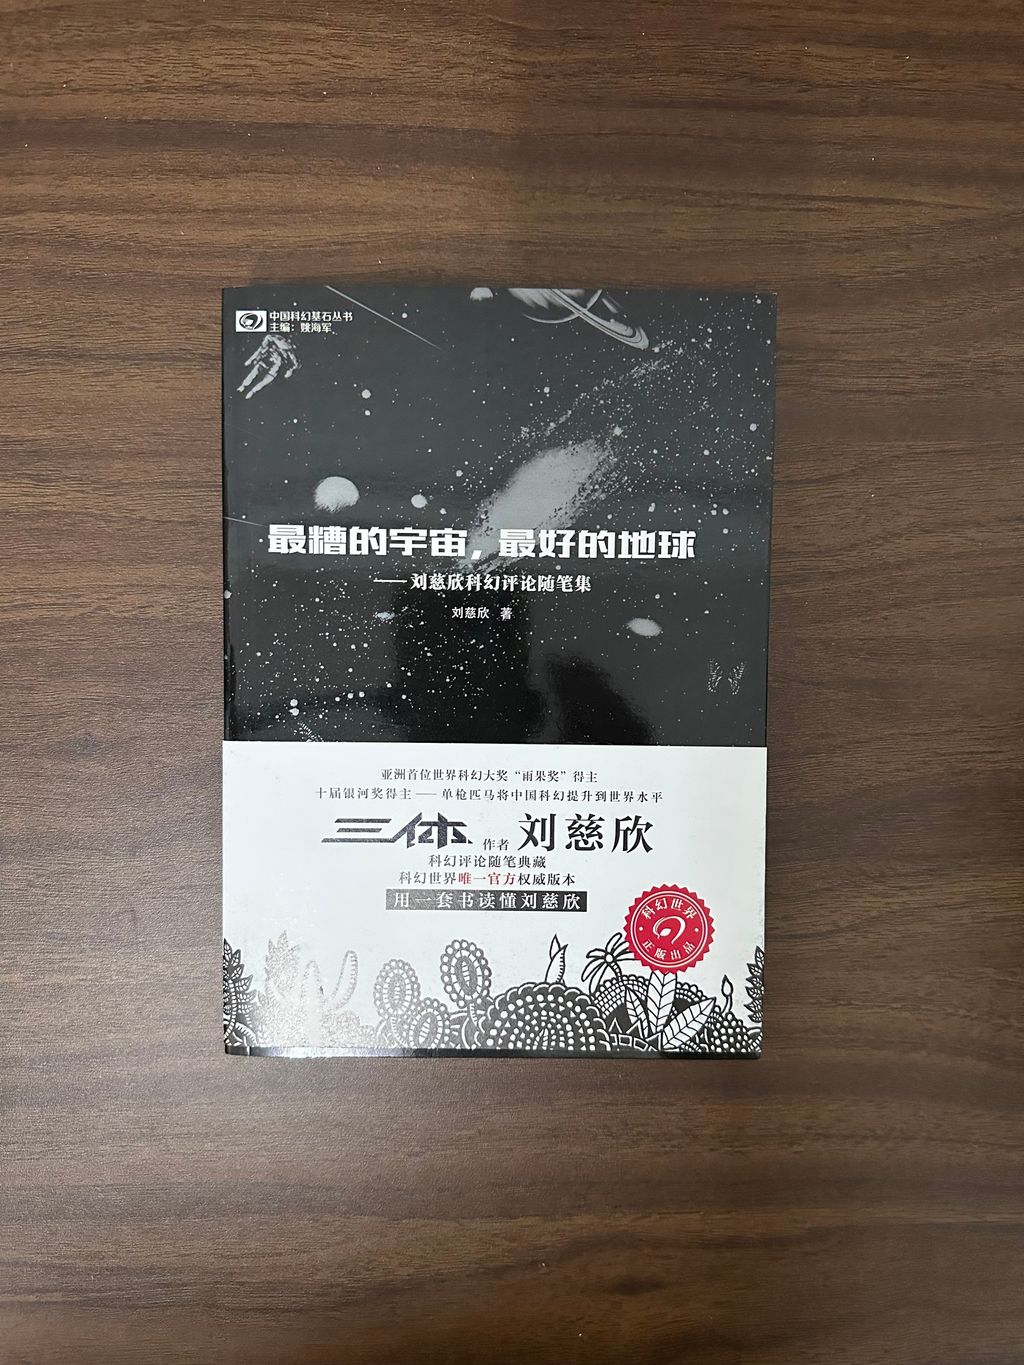 中国科幻基石丛书
主编：姚海军
最糟的宇宙，最好的地球
——刘慈欣科幻评论随笔集
刘慈欣 著
亚洲首位世界科幻大奖“雨果奖”得主
十届银河奖得主——单枪匹马将中国科幻提升到世界水平
三体 作者 刘慈欣
科幻评论随笔典藏
科幻世界唯一官方权威版本
用一套书读懂刘慈欣
科幻世界
正版出品